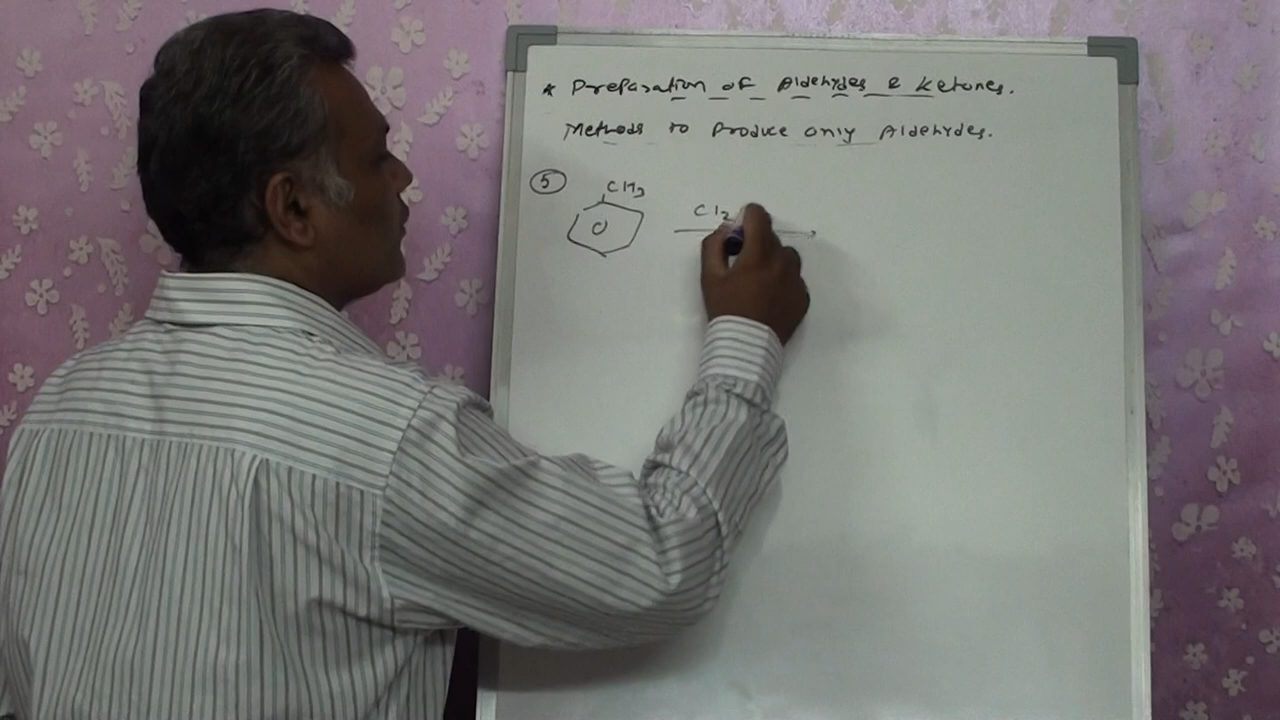 * Preparation of Aldehydes & Ketones.
Methods to produce only Aldehydes.
5
CH3
Cl2